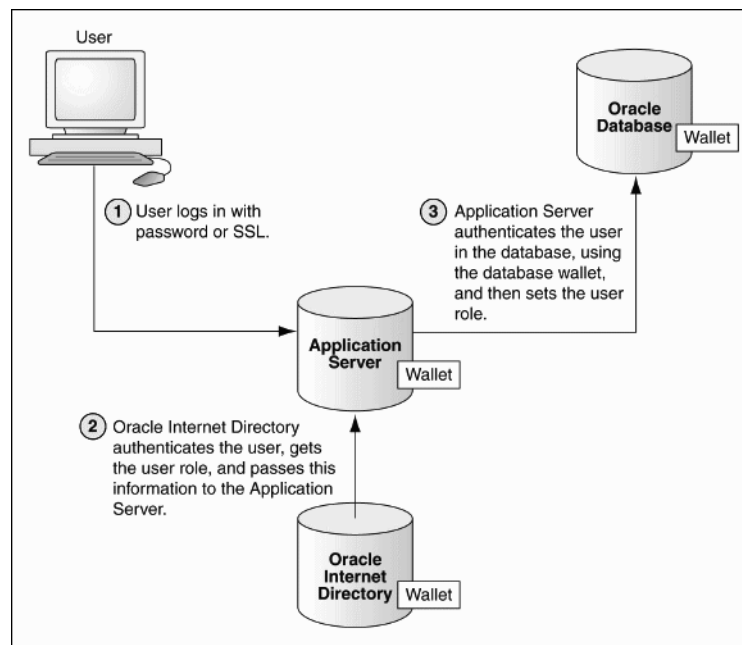 User
Oracle
Database
Wallet
1 User logs in with
password or SSL.
3 Application Server
authenticates the user
in the database, using
the database wallet,
and then sets the user
role.
Application
Server
Wallet
2 Oracle Internet Directory
authenticates the user, gets
the user role, and passes this
information to the Application
Server.
Oracle
Internet
Directory
Wallet